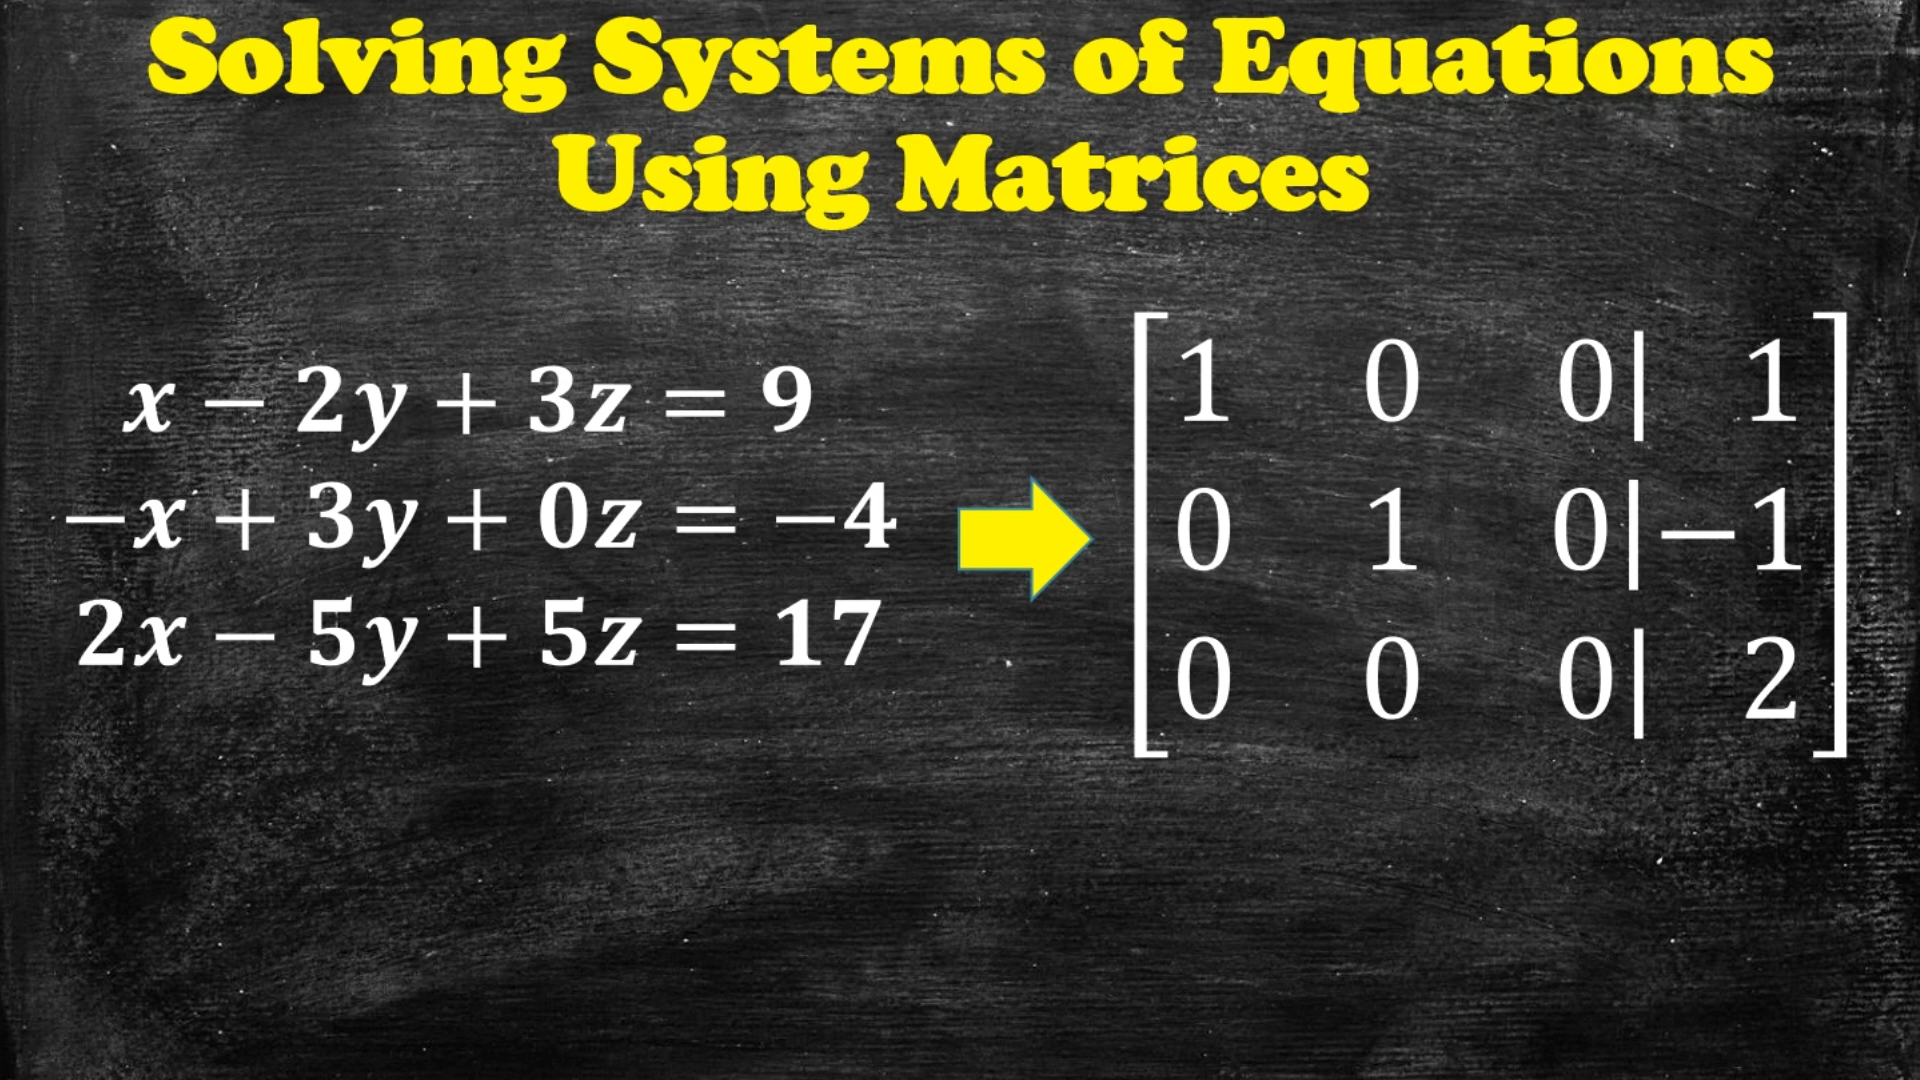 Solving Systems of Equations
Using Matrices
x − 2y + 3z = 9
−x + 3y + 0z = −4
2x − 5y + 5z = 17
1 0 0| 1
0 1 0|−1
0 0 0| 2